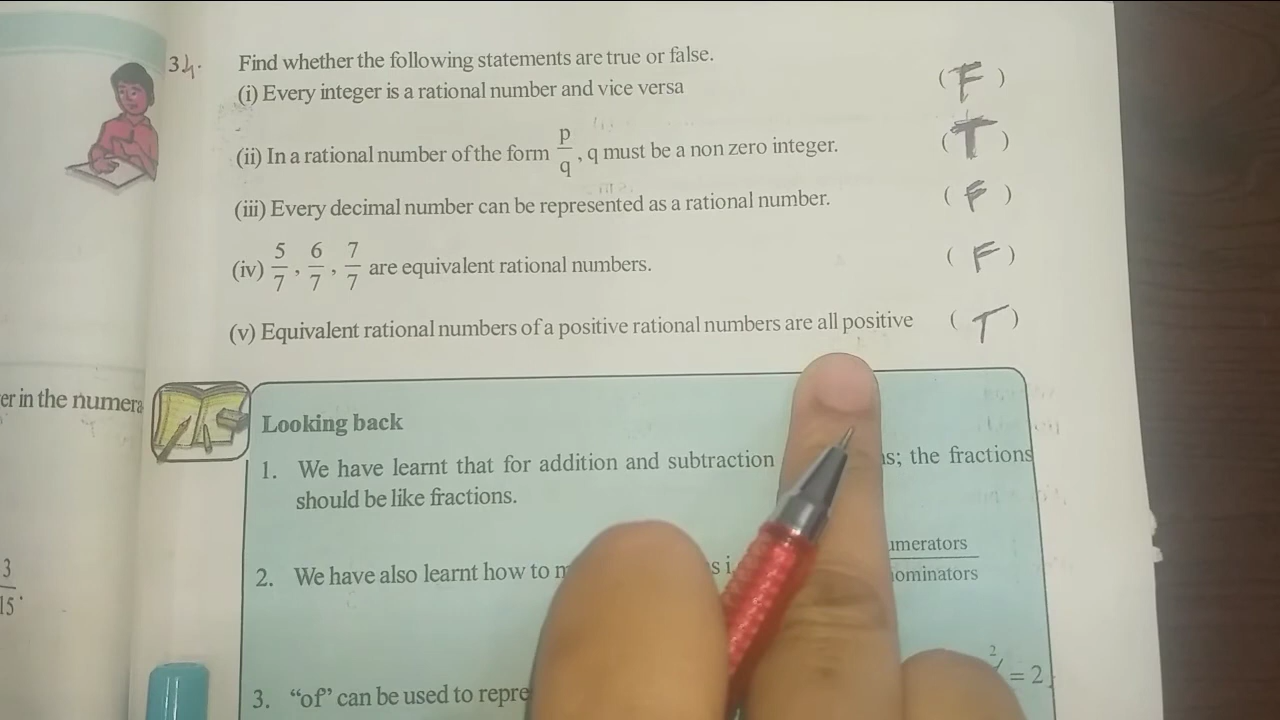 34. Find whether the following statements are true or false.
(i) Every integer is a rational number and vice versa ( F )
(ii) In a rational number of the form p/q, q must be a non zero integer. ( T )
(iii) Every decimal number can be represented as a rational number. ( F )
(iv) 5/7, 6/7, 7/7 are equivalent rational numbers. ( F )
(v) Equivalent rational numbers of a positive rational numbers are all positive ( T )
er in the numera
3/15.
Looking back
1. We have learnt that for addition and subtraction ns; the fractions
should be like fractions.
2. We have also learnt how to umerators
ominators
3. "of" can be used to repre = 2